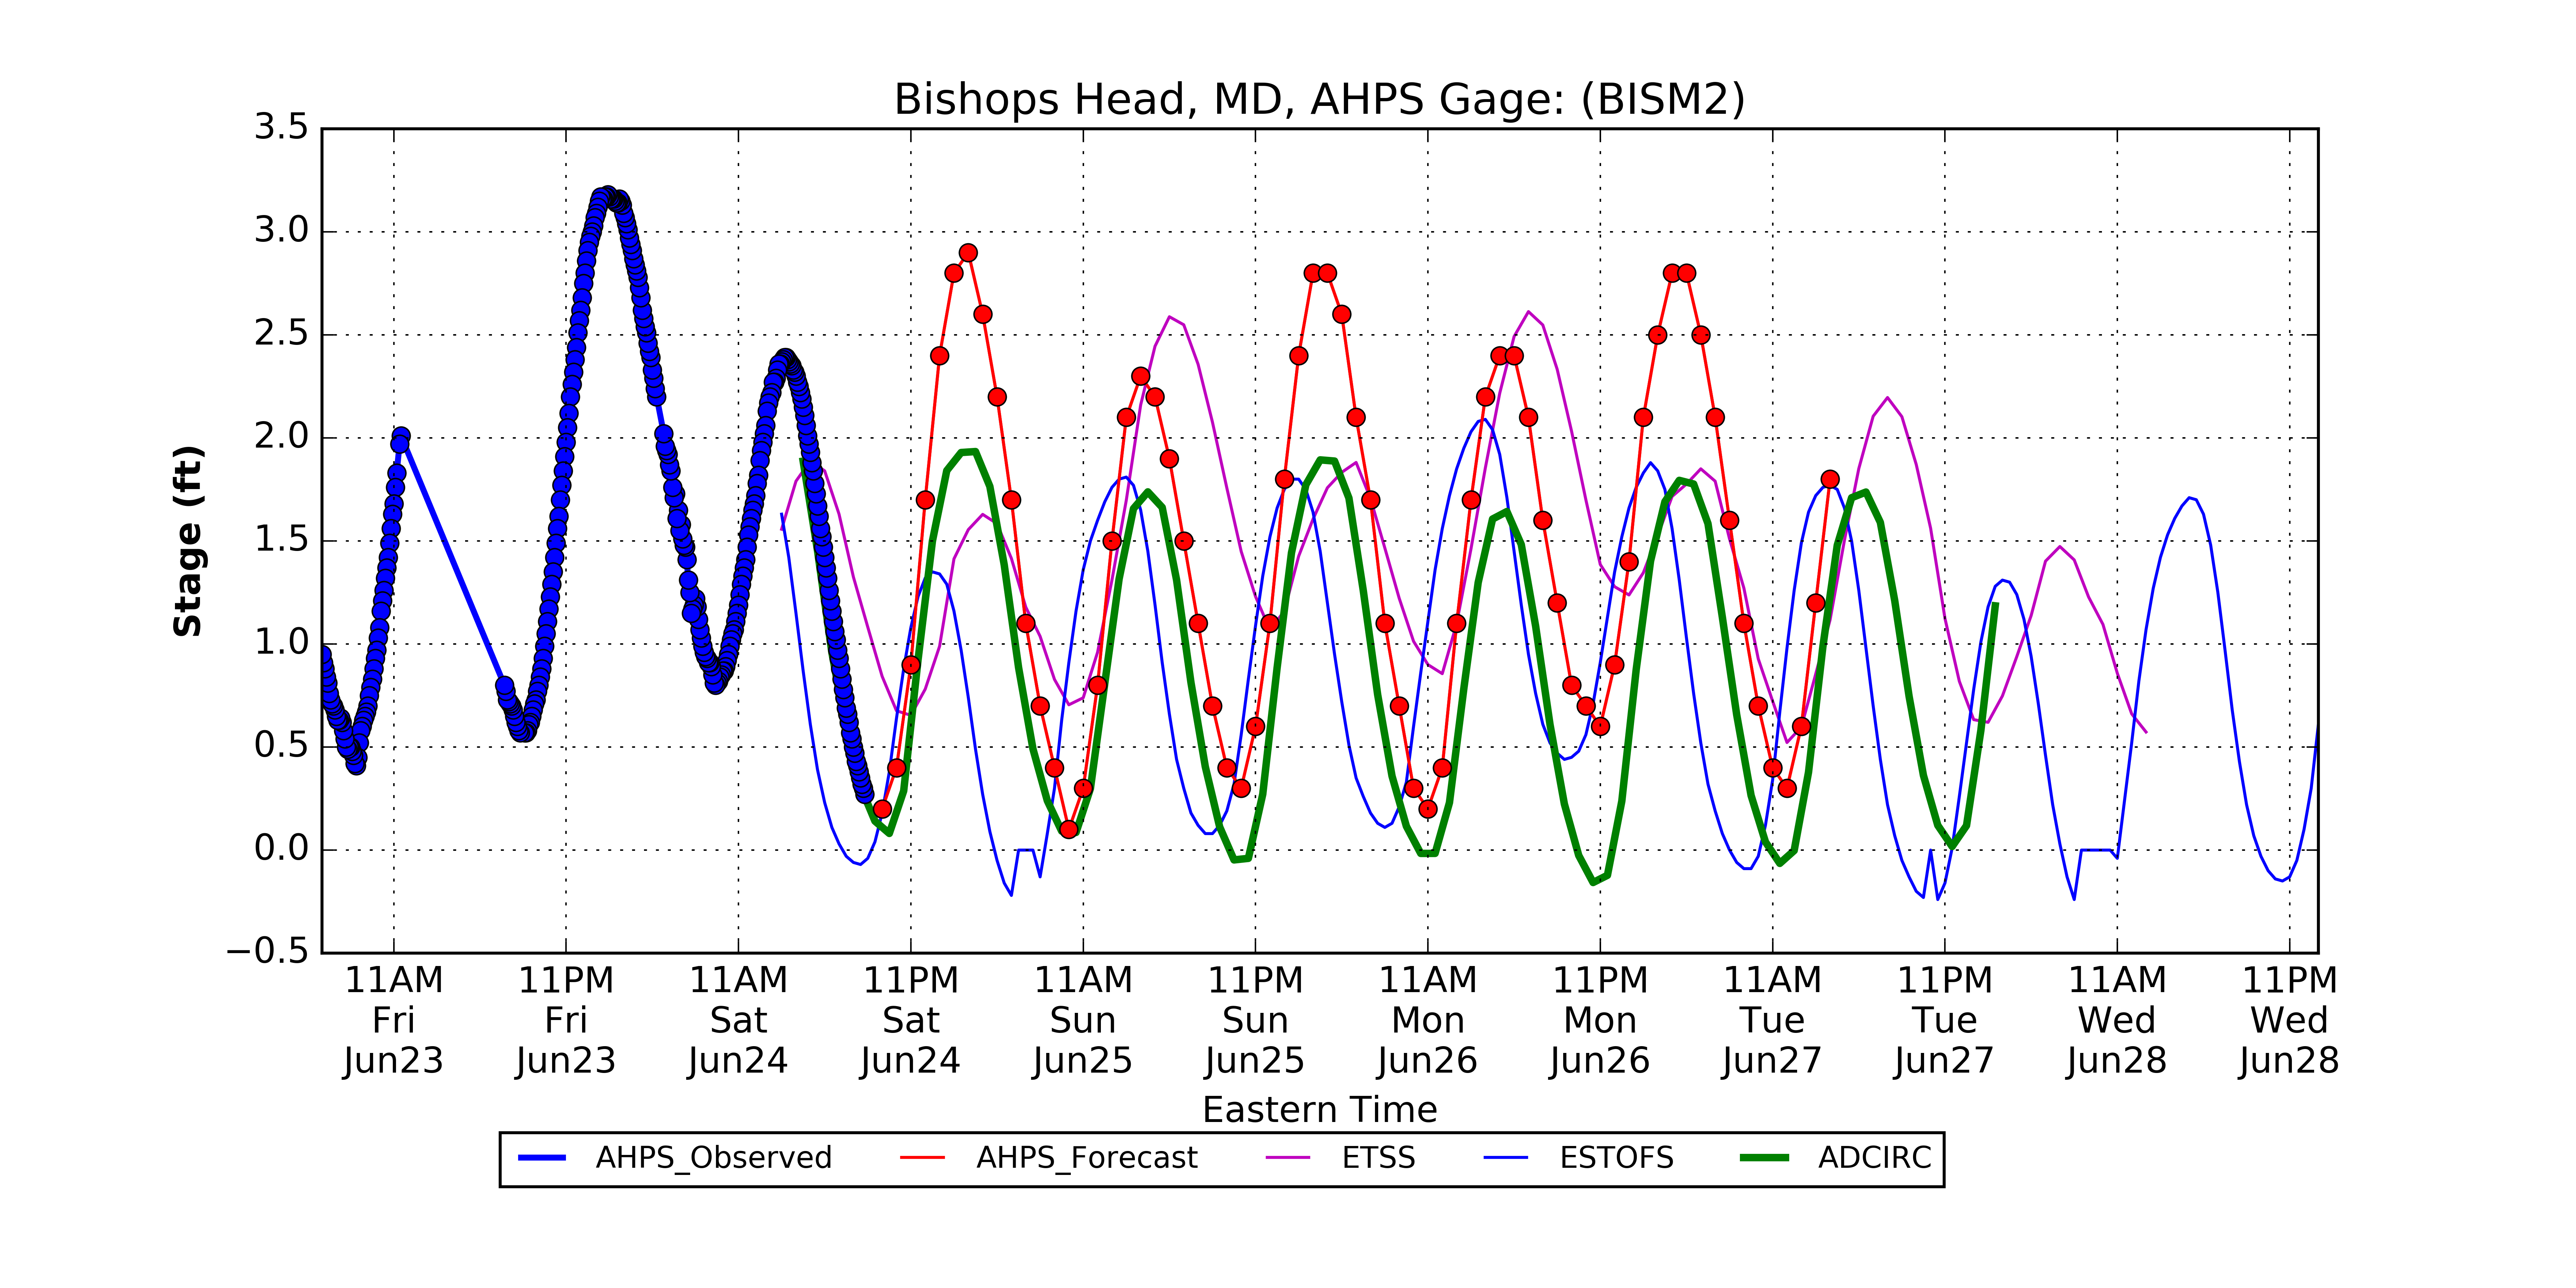 Bishops Head, MD, AHPS Gage: (BISM2)
3.5
3.0
2.5
2.0
1.5
1.0
0.5
0.0
−0.5
Stage (ft)
11AM 11PM 11AM 11PM 11AM 11PM 11AM 11PM 11AM 11PM 11AM 11PM
Fri Fri Sat Sat Sun Sun Mon Mon Tue Tue Wed Wed
Jun23 Jun23 Jun24 Jun24 Jun25 Jun25 Jun26 Jun26 Jun27 Jun27 Jun28 Jun28
Eastern Time
AHPS_Observed AHPS_Forecast ETSS ESTOFS ADCIRC